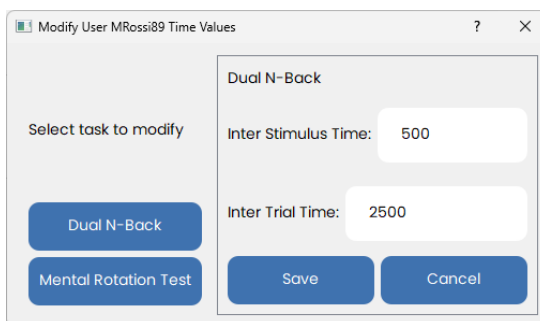 Modify User MRossi89 Time Values
?
Select task to modify
Dual N-Back
Mental Rotation Test
Dual N-Back
Inter Stimulus Time: 500
Inter Trial Time: 2500
Save
Cancel